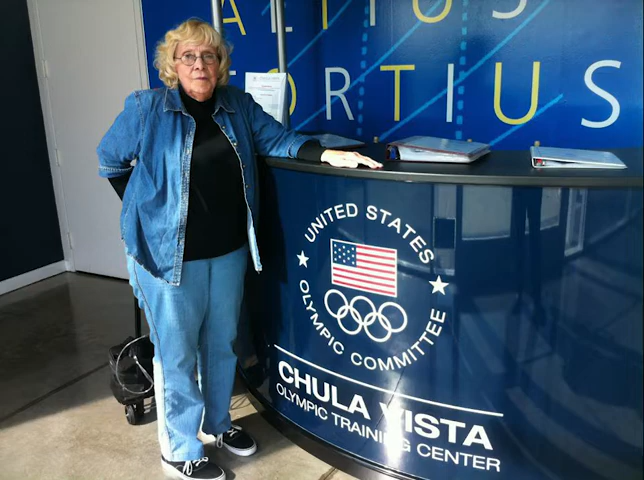 ALTIUS
FORTIUS
UNITED STATES
OLYMPIC COMMITTEE
CHULA VISTA
OLYMPIC TRAINING CENTER